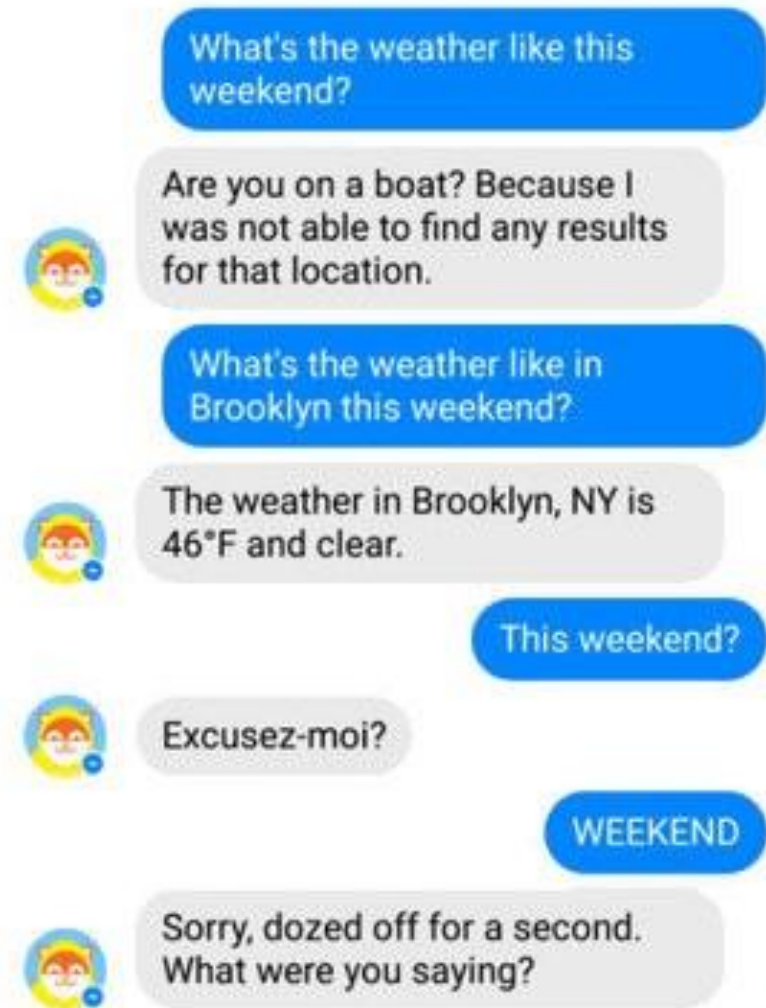 What's the weather like this
weekend?
Are you on a boat? Because I
was not able to find any results
for that location.
What's the weather like in
Brooklyn this weekend?
The weather in Brooklyn, NY is
46°F and clear.
This weekend?
Excusez-moi?
WEEKEND
Sorry, dozed off for a second.
What were you saying?